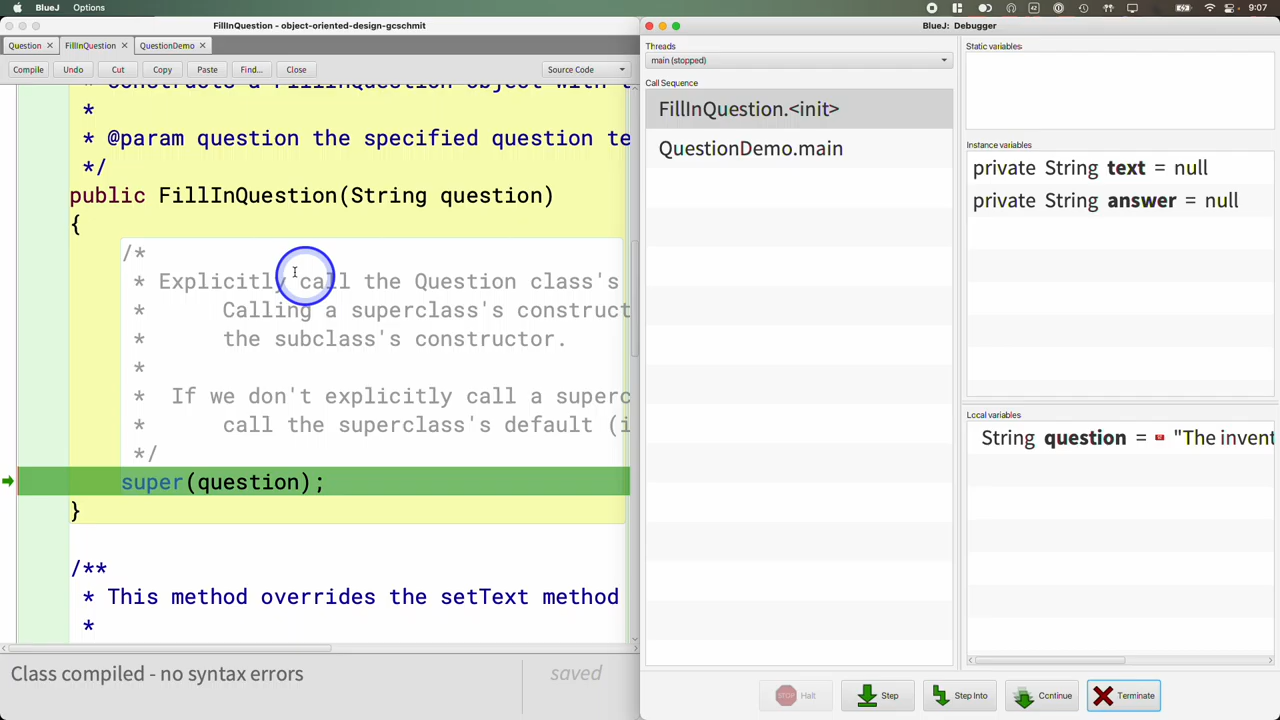 BlueJ Options
9:07
FillInQuestion - object-oriented-design-gcschmit
BlueJ: Debugger
Question × FillInQuestion × QuestionDemo ×
Compile Undo Cut Copy Paste Find... Close Source Code
*
* @param question the specified question te
*/
public FillInQuestion(String question)
{
/*
* Explicitly call the Question class's
* Calling a superclass's construct
* the subclass's constructor.
*
* If we don't explicitly call a superc
* call the superclass's default (i
*/
super(question);
}
/**
* This method overrides the setText method
*
Class compiled - no syntax errors
saved
Threads
main (stopped)
Call Sequence
FillInQuestion.<init>
QuestionDemo.main
Static variables
Instance variables
private String text = null
private String answer = null
Local variables
String question = "The invent
STOP Halt Step Step Into Continue Terminate